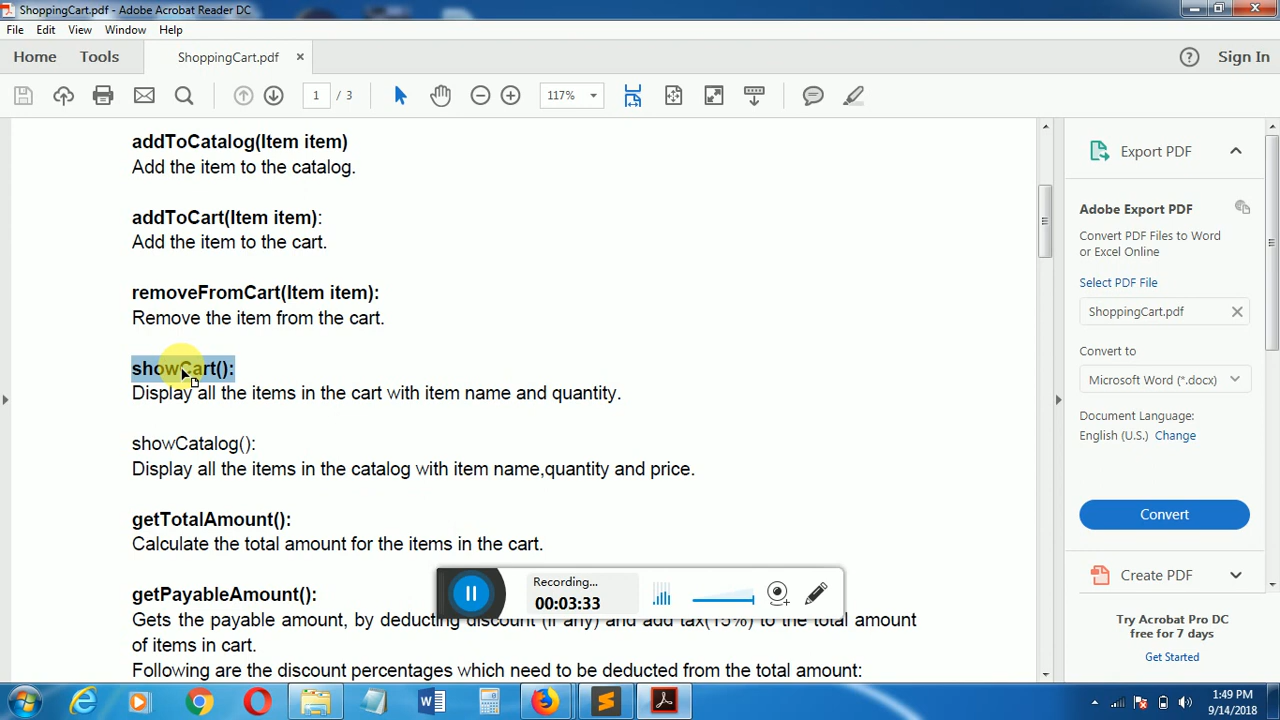 ShoppingCart.pdf - Adobe Acrobat Reader DC
File Edit View Window Help
Home Tools ShoppingCart.pdf × Sign In
1 / 3 117%
addToCatalog(Item item)
Add the item to the catalog.
addToCart(Item item):
Add the item to the cart.
removeFromCart(Item item):
Remove the item from the cart.
showCart():
Display all the items in the cart with item name and quantity.
showCatalog():
Display all the items in the catalog with item name,quantity and price.
getTotalAmount():
Calculate the total amount for the items in the cart.
getPayableAmount():
Gets the payable amount, by deducting discount (if any) and add tax(15%) to the total amount
of items in cart.
Following are the discount percentages which need to be deducted from the total amount:
Recording...
00:03:33
Export PDF
Adobe Export PDF
Convert PDF Files to Word
or Excel Online
Select PDF File
ShoppingCart.pdf
Convert to
Microsoft Word (*.docx)
Document Language:
English (U.S.) Change
Convert
Create PDF
Try Acrobat Pro DC
free for 7 days
Get Started
1:49 PM
9/14/2018